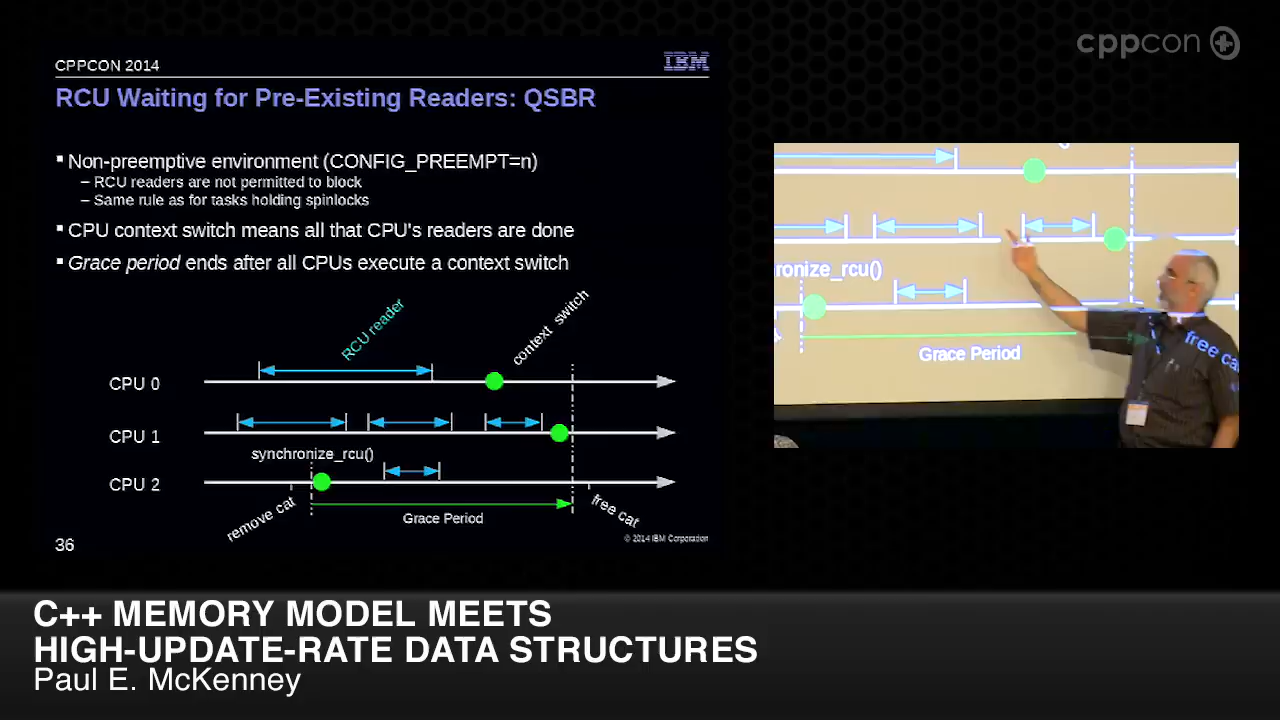 cppcon
CPPCON 2014
IBM
RCU Waiting for Pre-Existing Readers: QSBR
Non-preemptive environment (CONFIG_PREEMPT=n)
– RCU readers are not permitted to block
– Same rule as for tasks holding spinlocks
CPU context switch means all that CPU's readers are done
Grace period ends after all CPUs execute a context switch
RCU reader
context switch
CPU 0
CPU 1
synchronize_rcu()
CPU 2
remove cat
Grace Period
free cat
36
© 2014 IBM Corporation
ronize_rcu()
Grace Period
free cat
C++ MEMORY MODEL MEETS
HIGH-UPDATE-RATE DATA STRUCTURES
Paul E. McKenney